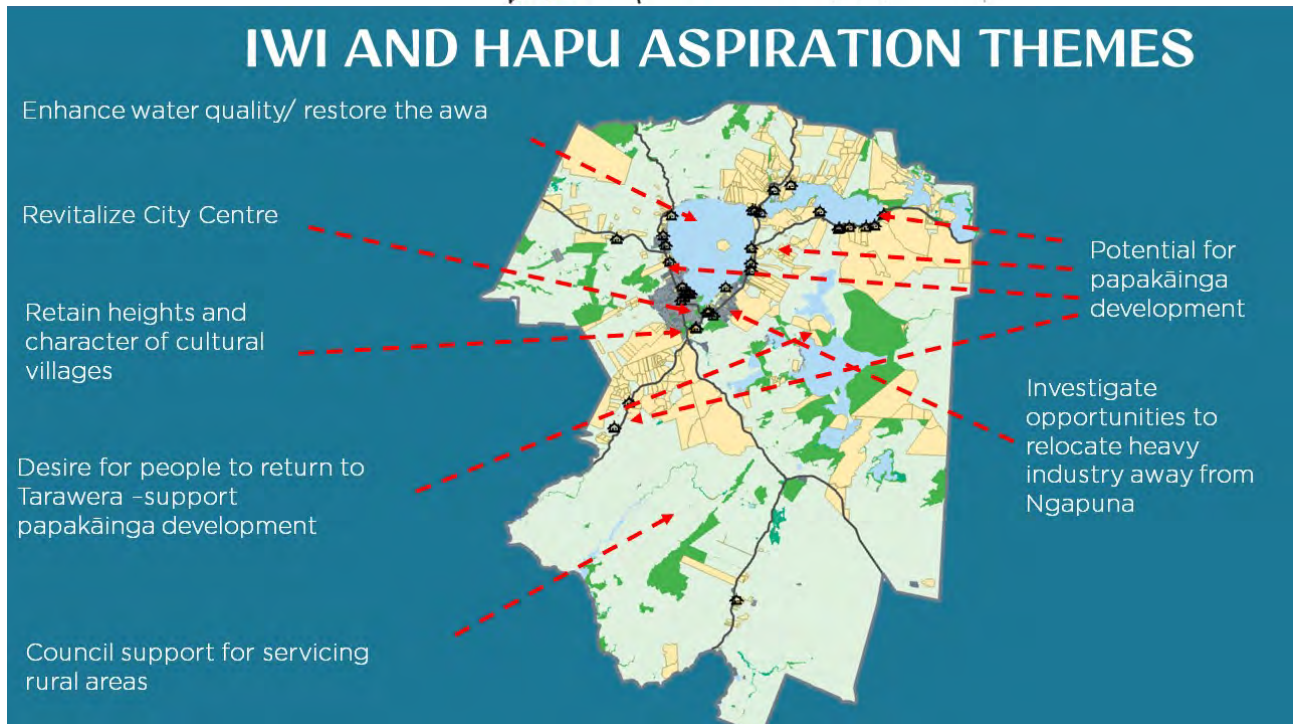 IWI AND HAPU ASPIRATION THEMES
Enhance water quality/ restore the awa
Revitalize City Centre
Retain heights and
character of cultural
villages
Desire for people to return to
Tarawera –support
papakāinga development
Council support for servicing
rural areas
Potential for
papakāinga
development
Investigate
opportunities to
relocate heavy
industry away from
Ngapuna